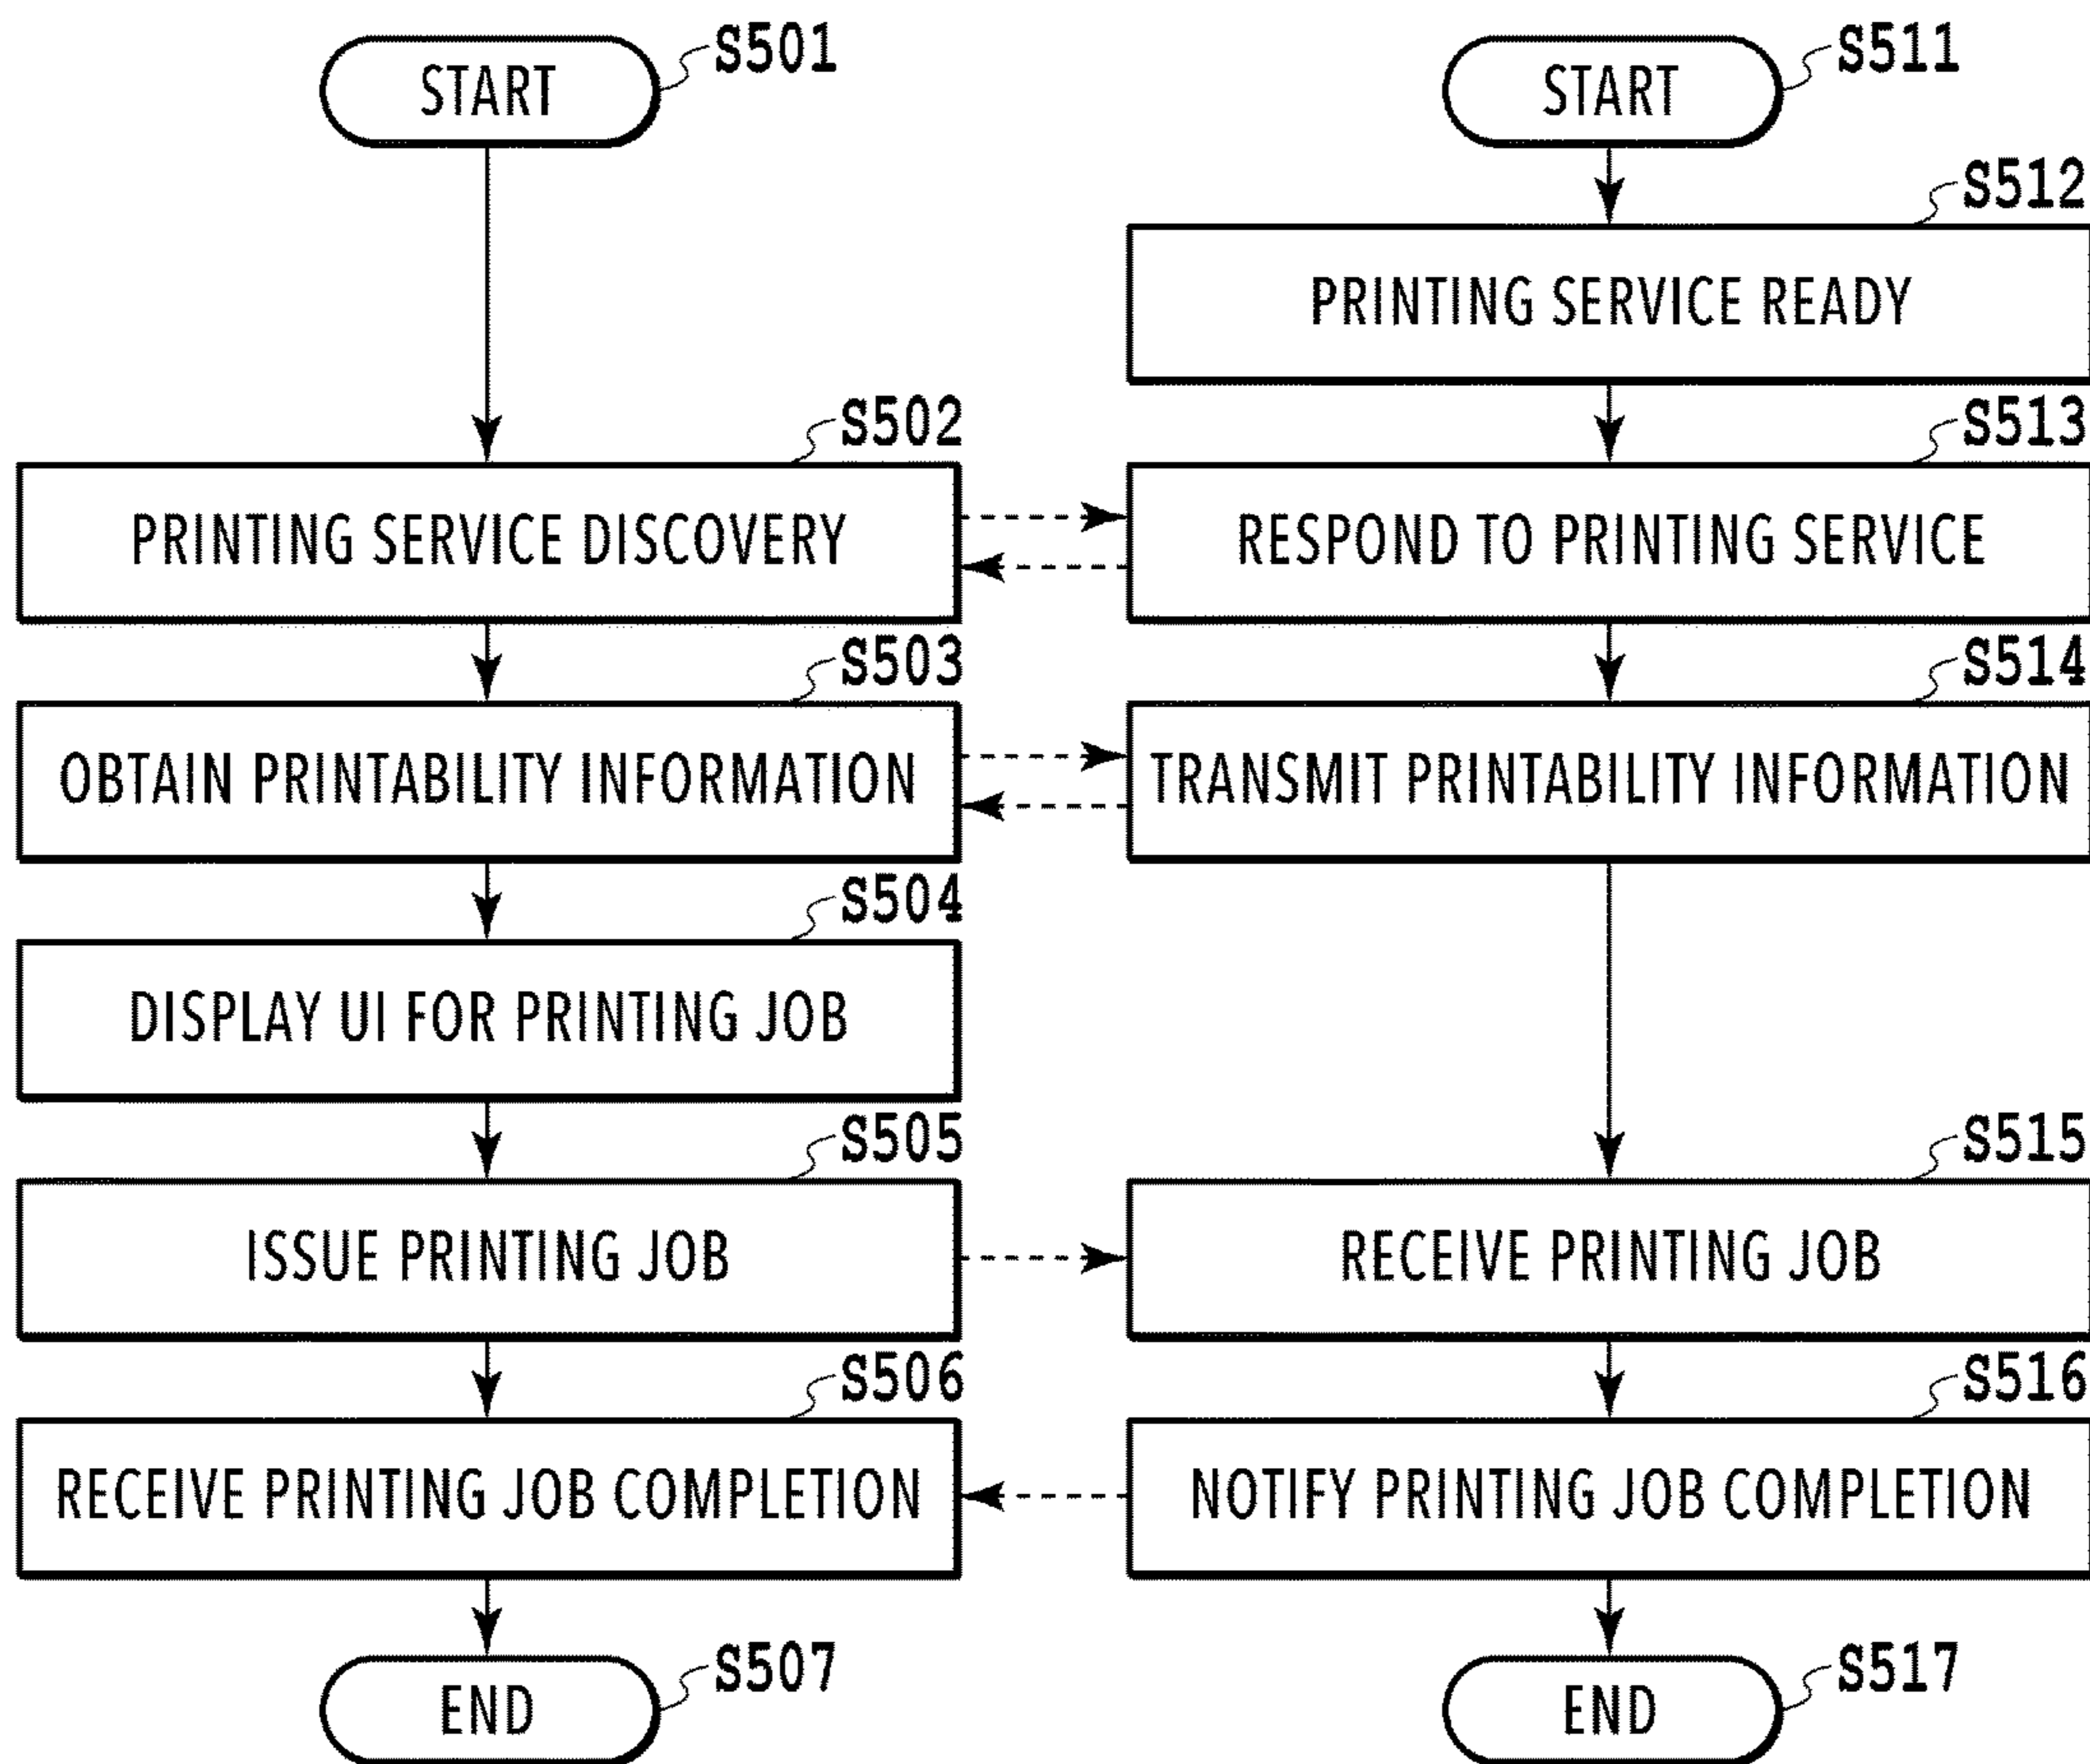 START
S501
START
S511
S512
PRINTING SERVICE READY
S502
S513
PRINTING SERVICE DISCOVERY
RESPOND TO PRINTING SERVICE
S503
S514
OBTAIN PRINTABILITY INFORMATION
TRANSMIT PRINTABILITY INFORMATION
S504
DISPLAY UI FOR PRINTING JOB
S505
S515
ISSUE PRINTING JOB
RECEIVE PRINTING JOB
S506
S516
RECEIVE PRINTING JOB COMPLETION
NOTIFY PRINTING JOB COMPLETION
END
S507
END
S517